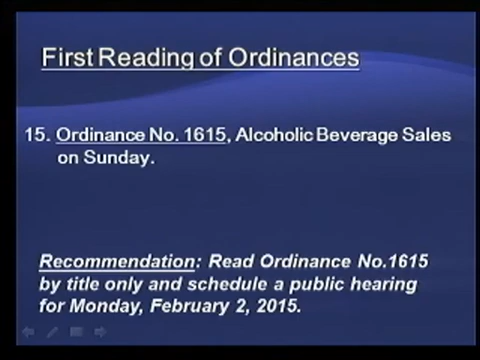 First Reading of Ordinances
15. Ordinance No. 1615, Alcoholic Beverage Sales
on Sunday.
Recommendation: Read Ordinance No.1615
by title only and schedule a public hearing
for Monday, February 2, 2015.